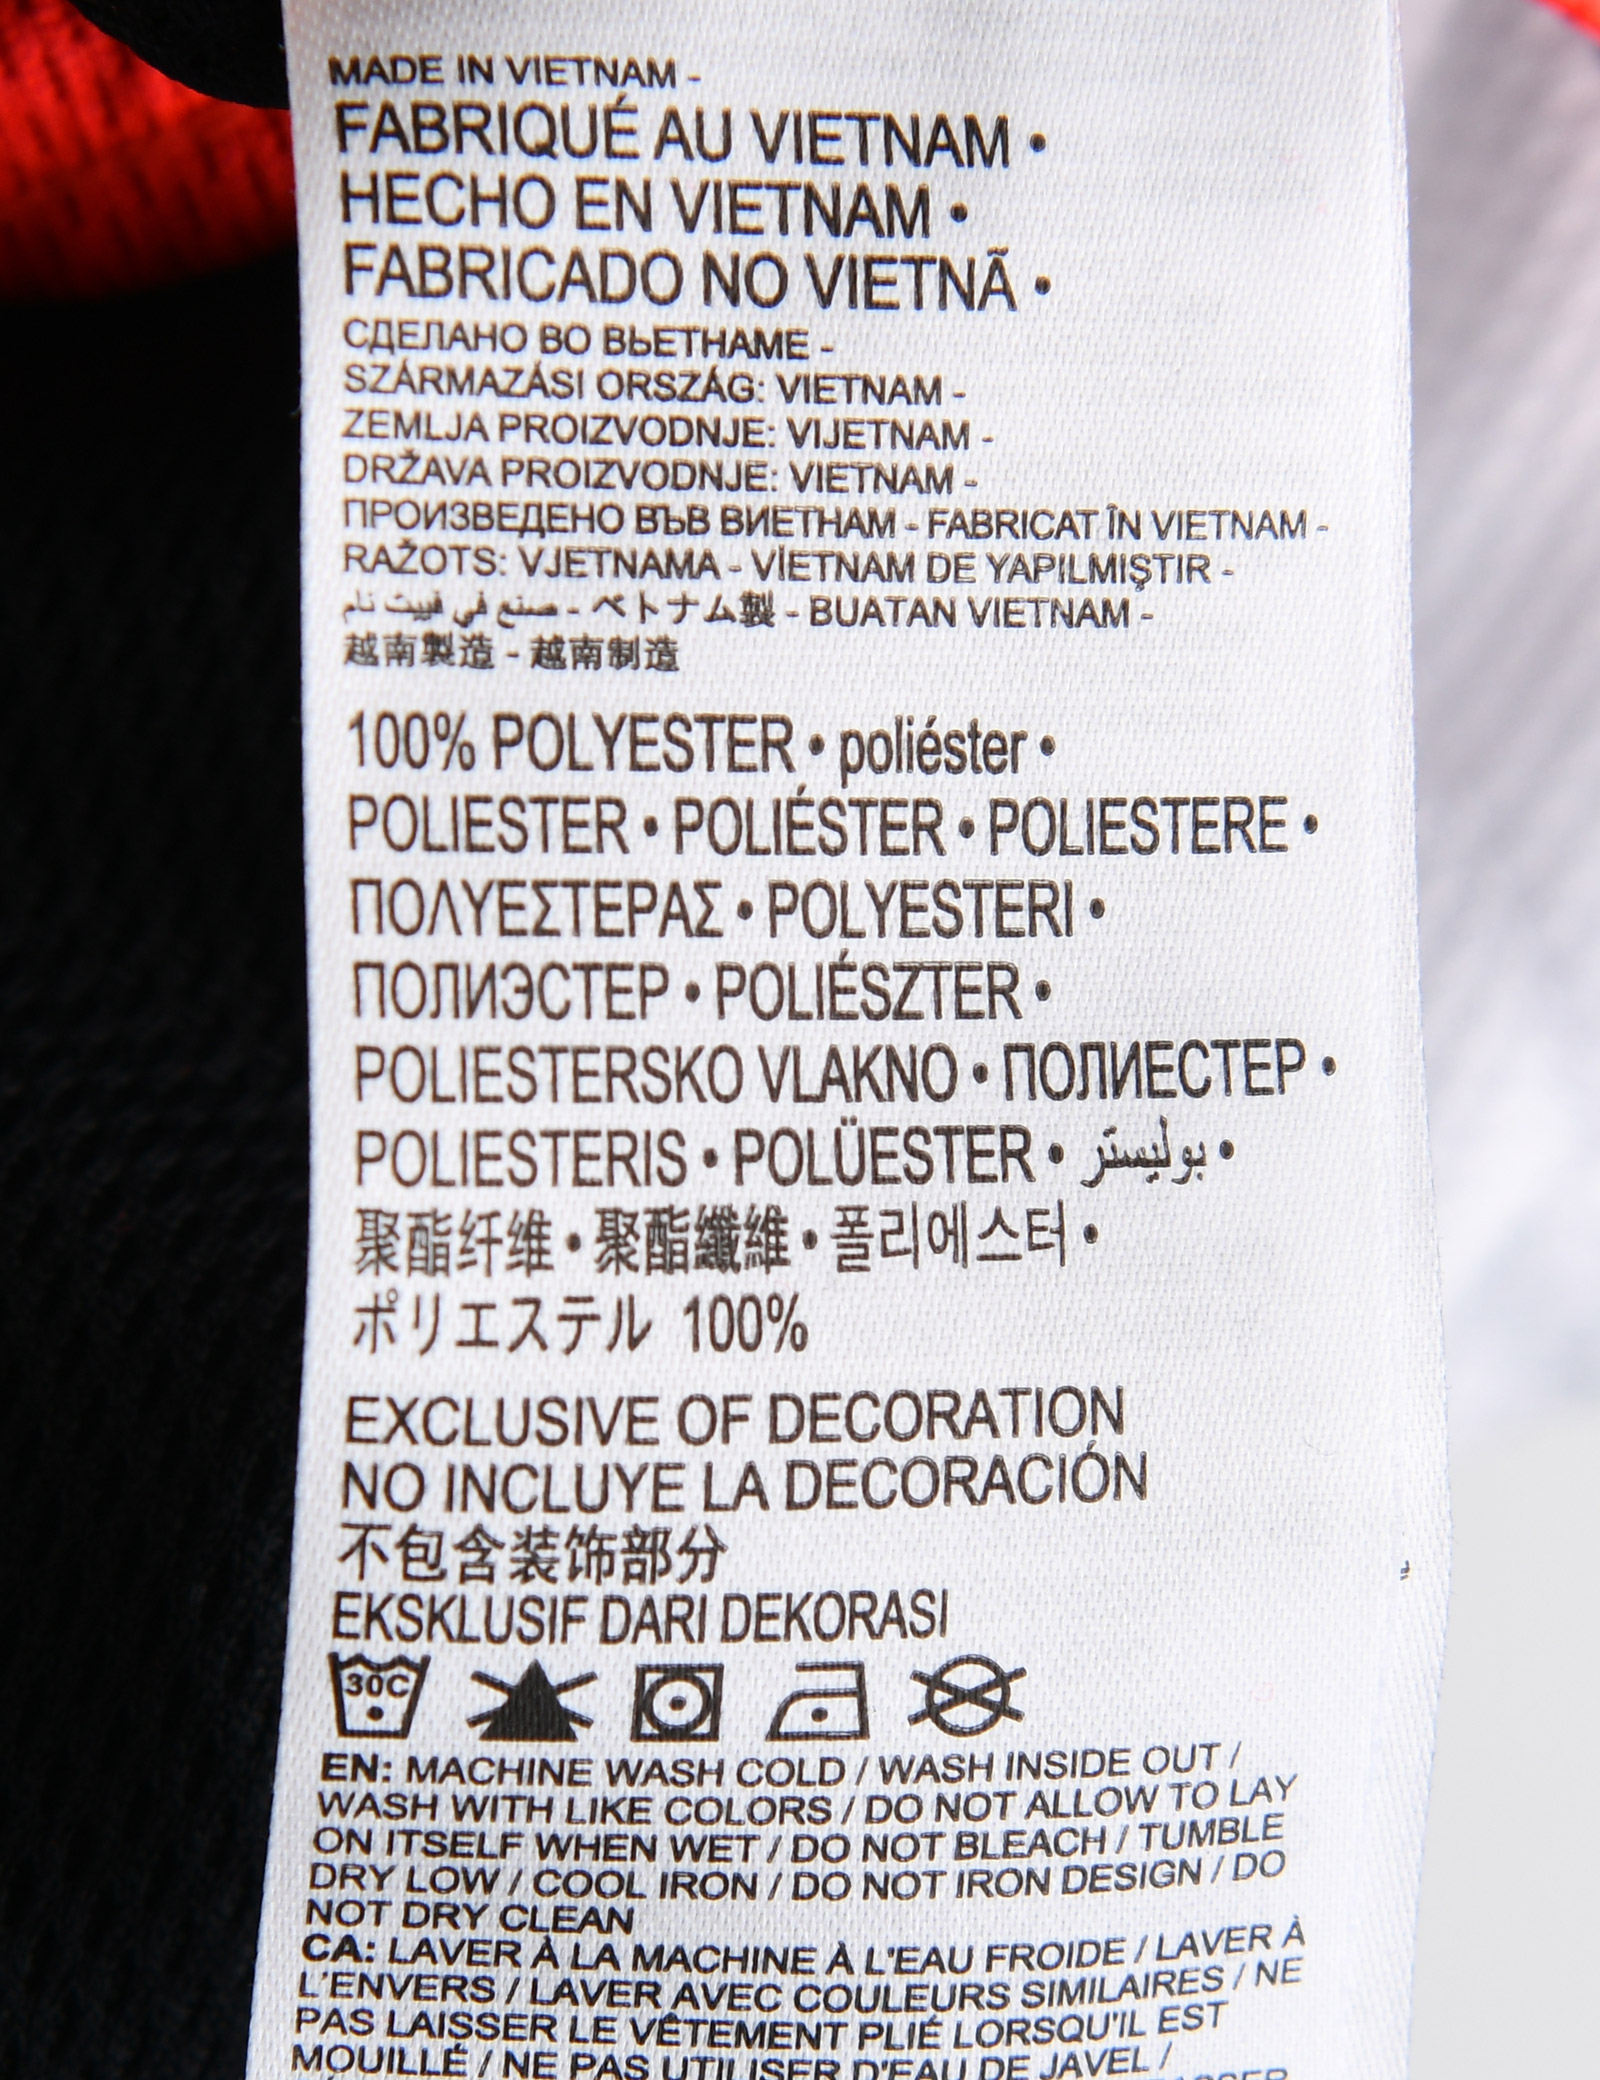 MADE IN VIETNAM -
FABRIQUÉ AU VIETNAM •
HECHO EN VIETNAM •
FABRICADO NO VIETNÃ •
СДЕЛАНО ВО ВЬЕТНАМЕ -
SZÁRMAZÁSI ORSZÁG: VIETNAM -
ZEMLJA PROIZVODNJE: VIJETNAM -
DRŽAVA PROIZVODNJE: VIETNAM -
ПРОИЗВЕДЕНО ВЪВ ВИЕТНАМ - FABRICAT ÎN VIETNAM -
RAŽOTS: VJETNAMA - VİETNAM DE YAPILMIŞTIR -
صنع في فييت نام - ベトナム製 - BUATAN VIETNAM -
越南製造 - 越南制造
100% POLYESTER • poliéster •
POLIESTER • POLIÉSTER • POLIESTERE •
ΠΟΛΥΕΣΤΕΡΑΣ • POLYESTERI •
ПОЛИЭСТЕР • POLIÉSZTER •
POLIESTERSKO VLAKNO • ПОЛИЕСТЕР •
POLIESTERIS • POLÜESTER • بوليستر •
聚酯纤维 • 聚酯纖維 • 폴리에스터 •
ポリエステル 100%
EXCLUSIVE OF DECORATION
NO INCLUYE LA DECORACIÓN
不包含装饰部分
EKSKLUSIF DARI DEKORASI
30C
EN: MACHINE WASH COLD / WASH INSIDE OUT /
WASH WITH LIKE COLORS / DO NOT ALLOW TO LAY
ON ITSELF WHEN WET / DO NOT BLEACH / TUMBLE
DRY LOW / COOL IRON / DO NOT IRON DESIGN / DO
NOT DRY CLEAN
CA: LAVER À LA MACHINE À L'EAU FROIDE / LAVER À
L'ENVERS / LAVER AVEC COULEURS SIMILAIRES / NE
PAS LAISSER LE VÊTEMENT PLIÉ LORSQU'IL EST
MOUILLÉ / NE PAS UTILISER D'EAU DE JAVEL /